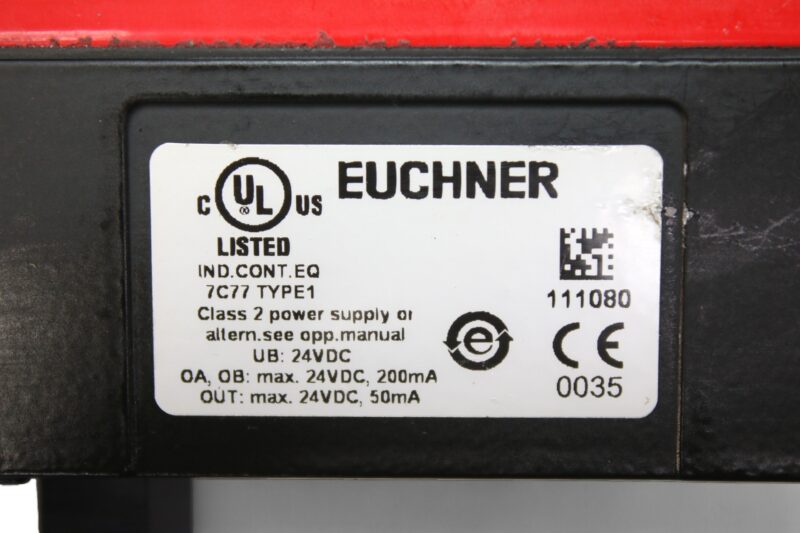 C UL US
LISTED
IND.CONT.EQ
7C77 TYPE1
Class 2 power supply or
altern.see opp.manual
UB: 24VDC
OA, OB: max. 24VDC, 200mA
OUT: max. 24VDC, 50mA
EUCHNER
e
111080
CE
0035